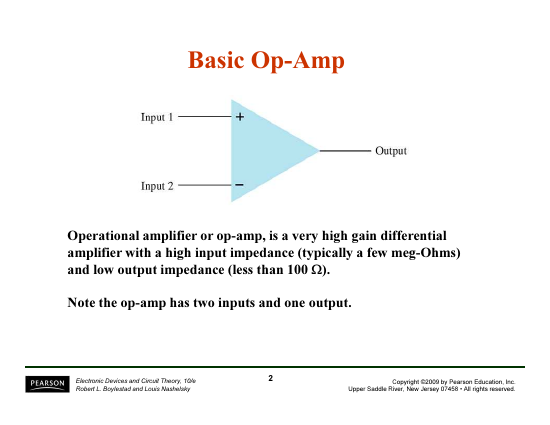 Basic Op-Amp
Input 1
+
Output
Input 2
−
Operational amplifier or op-amp, is a very high gain differential
amplifier with a high input impedance (typically a few meg-Ohms)
and low output impedance (less than 100 Ω).
Note the op-amp has two inputs and one output.
PEARSON
Electronic Devices and Circuit Theory, 10/e
Robert L. Boylestad and Louis Nashelsky
2
Copyright ©2009 by Pearson Education, Inc.
Upper Saddle River, New Jersey 07458 • All rights reserved.